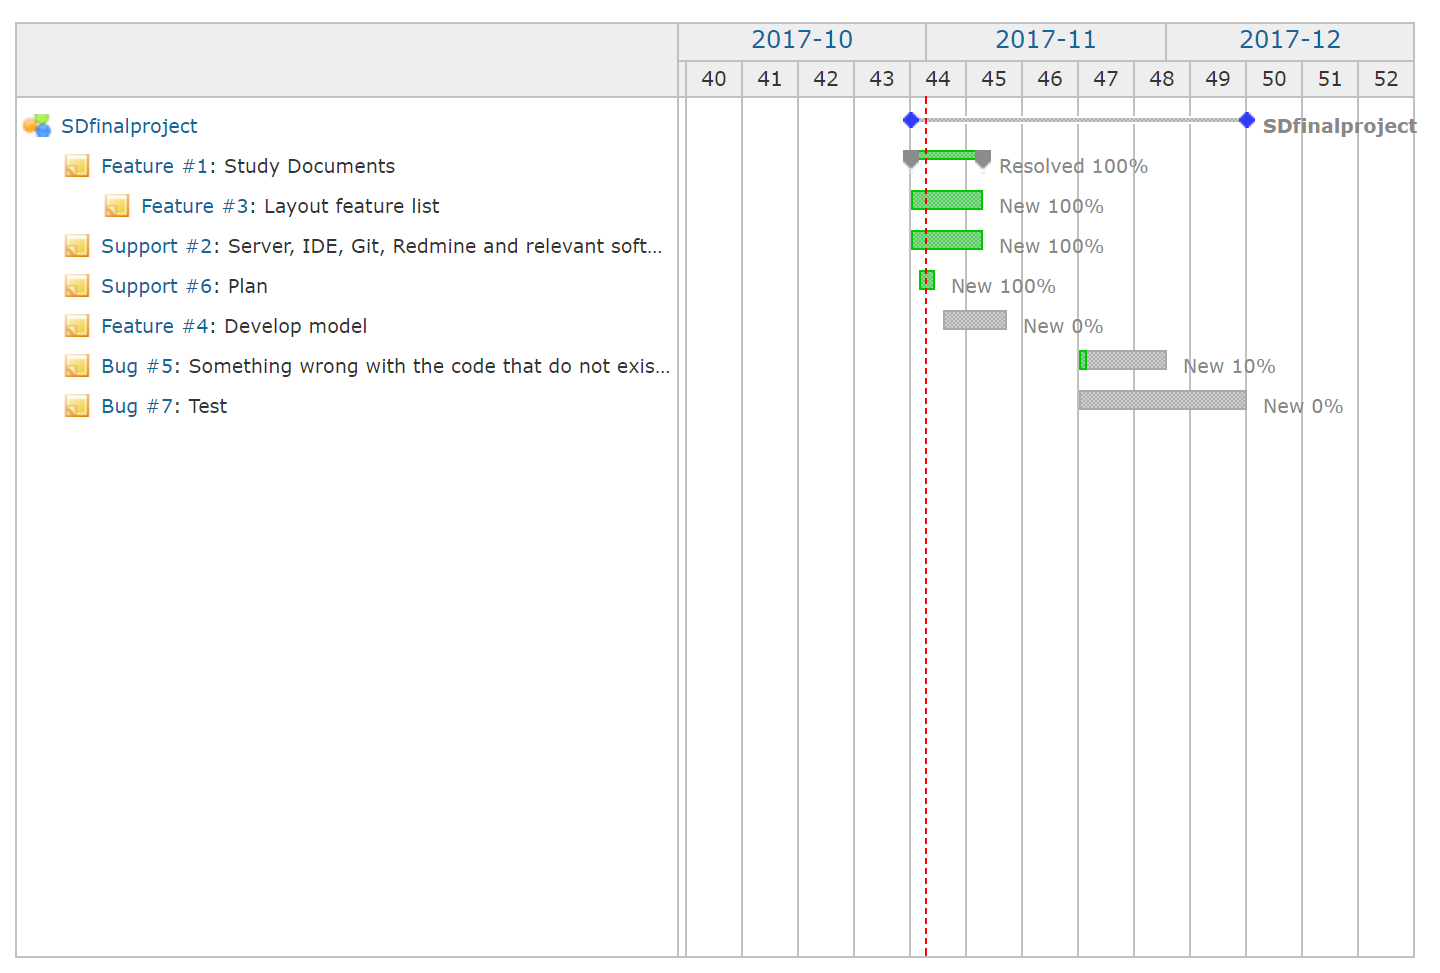 2017-10 2017-11 2017-12
40 41 42 43 44 45 46 47 48 49 50 51 52
SDfinalproject SDfinalproject
Feature #1: Study Documents Resolved 100%
Feature #3: Layout feature list New 100%
Support #2: Server, IDE, Git, Redmine and relevant soft... New 100%
Support #6: Plan New 100%
Feature #4: Develop model New 0%
Bug #5: Something wrong with the code that do not exis... New 10%
Bug #7: Test New 0%